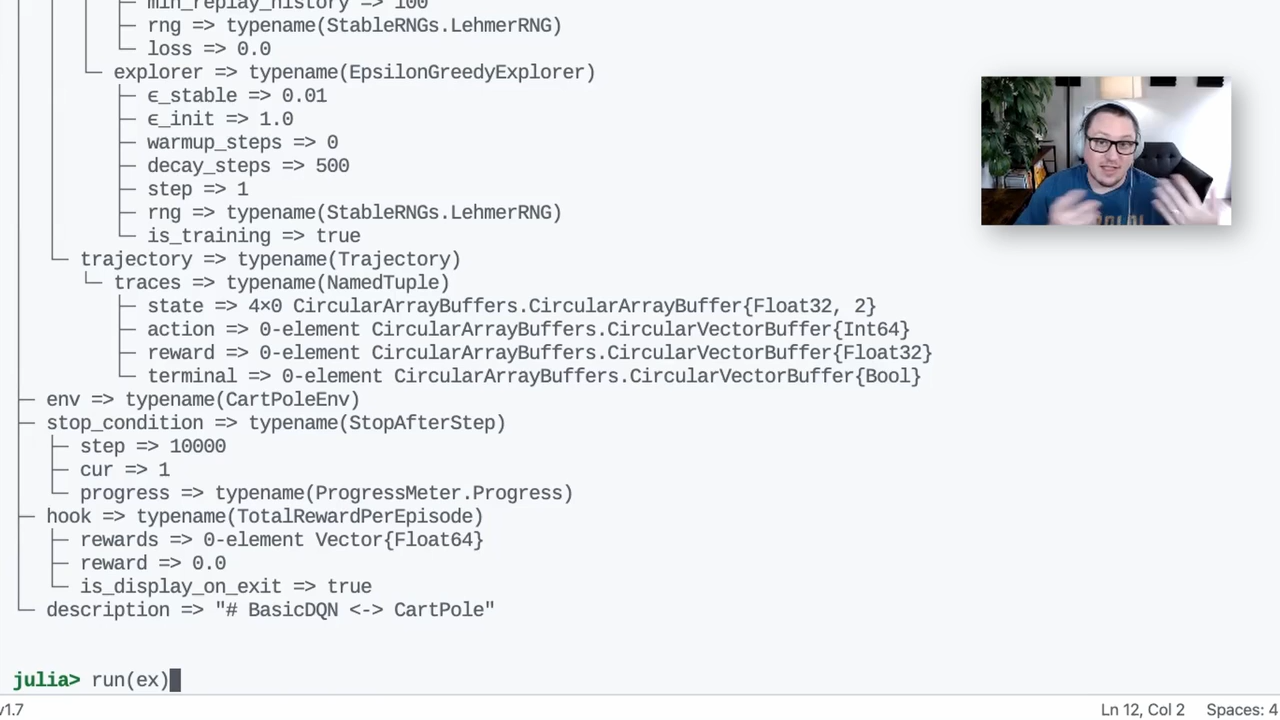 min_replay_history => 100
rng => typename(StableRNGs.LehmerRNG)
loss => 0.0
explorer => typename(EpsilonGreedyExplorer)
ϵ_stable => 0.01
ϵ_init => 1.0
warmup_steps => 0
decay_steps => 500
step => 1
rng => typename(StableRNGs.LehmerRNG)
is_training => true
trajectory => typename(Trajectory)
traces => typename(NamedTuple)
state => 4×0 CircularArrayBuffers.CircularArrayBuffer{Float32, 2}
action => 0-element CircularArrayBuffers.CircularVectorBuffer{Int64}
reward => 0-element CircularArrayBuffers.CircularVectorBuffer{Float32}
terminal => 0-element CircularArrayBuffers.CircularVectorBuffer{Bool}
env => typename(CartPoleEnv)
stop_condition => typename(StopAfterStep)
step => 10000
cur => 1
progress => typename(ProgressMeter.Progress)
hook => typename(TotalRewardPerEpisode)
rewards => 0-element Vector{Float64}
reward => 0.0
is_display_on_exit => true
description => "# BasicDQN <-> CartPole"
julia> run(ex)
v1.7 Ln 12, Col 2 Spaces: 4